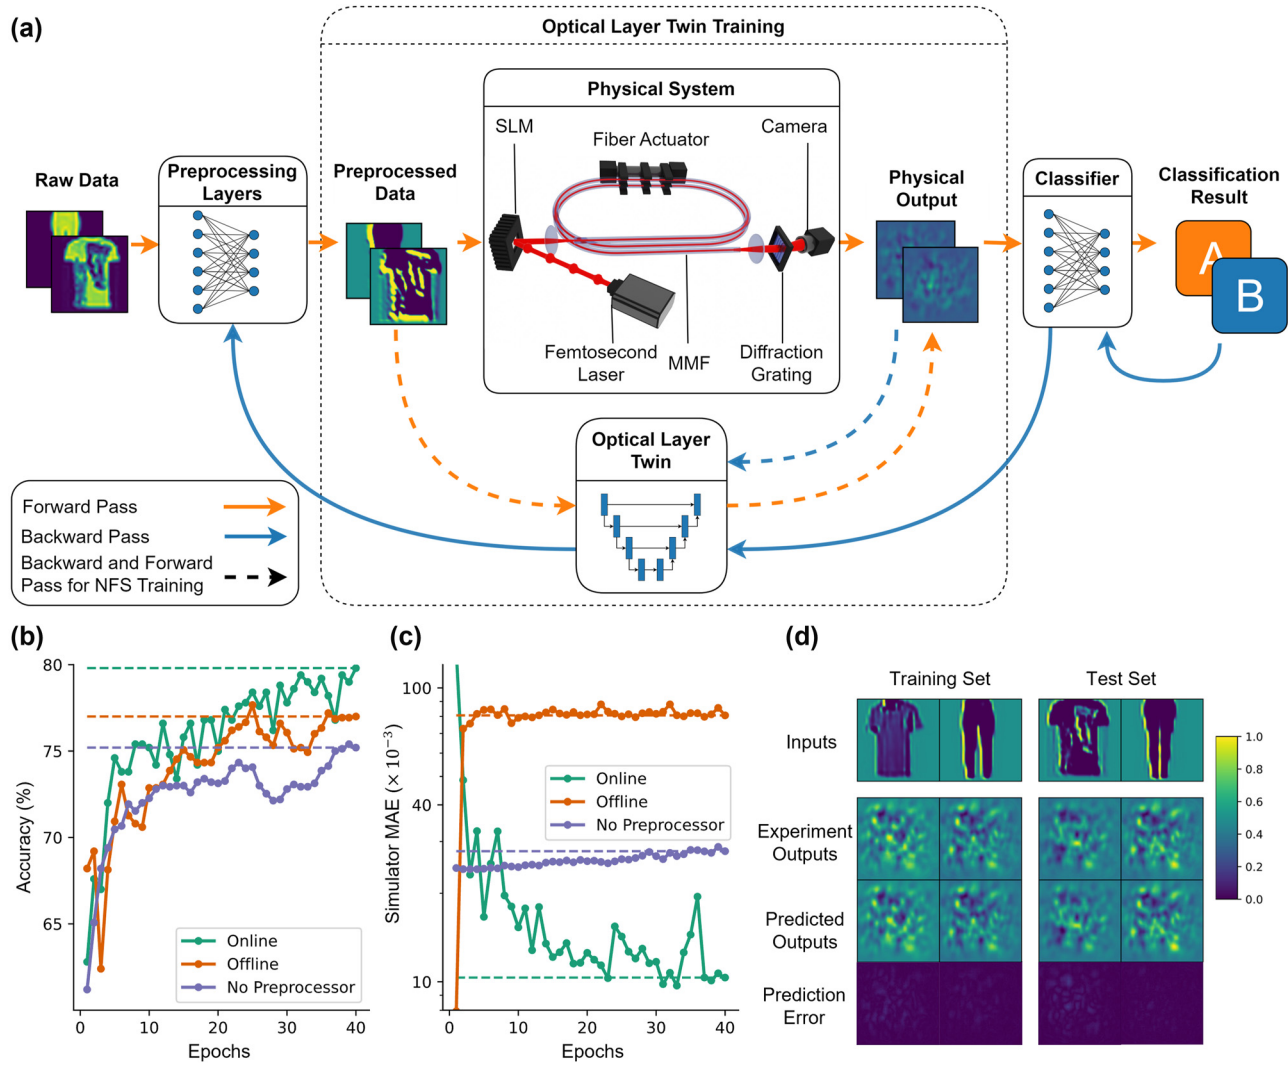 (a)
Optical Layer Twin Training
Physical System
SLM
Fiber Actuator
Camera
Raw Data
Preprocessing
Layers
Preprocessed
Data
Physical
Output
Classifier
Classification
Result
A
B
Femtosecond
Laser
MMF
Diffraction
Grating
Optical Layer
Twin
Forward Pass
Backward Pass
Backward and Forward
Pass for NFS Training
(b)
80
75
70
65
Accuracy (%)
Online
Offline
No Preprocessor
0
10
20
30
40
Epochs
(c)
100
40
10
Simulator MAE (× 10⁻³)
Online
Offline
No Preprocessor
0
10
20
30
40
Epochs
(d)
Training Set
Test Set
Inputs
Experiment
Outputs
Predicted
Outputs
Prediction
Error
1.0
0.8
0.6
0.4
0.2
0.0